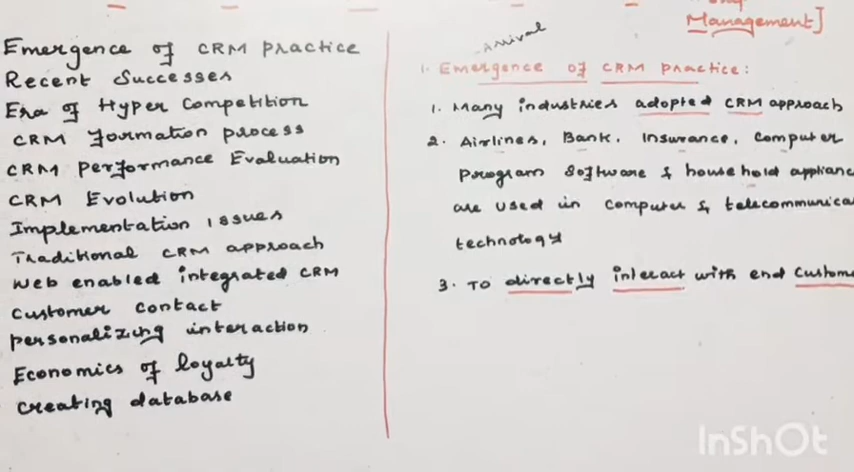 Emergence of CRM practice
Recent Successes
Era of Hyper Competition
CRM Formation process
CRM Performance Evaluation
CRM Evolution
Implementation Issues
Traditional CRM approach
Web enabled integrated CRM
Customer contact
Personalizing interaction
Economics of loyalty
Creating database
Management]
Arrival
1. Emergence of CRM Practice:
1. Many industries adopted CRM approach
2. Airlines, Bank, Insurance, Computer
Program Software & household applianc
are used in Computer & telecommunica
technology
3. To directly interact with end Custome
InShOt